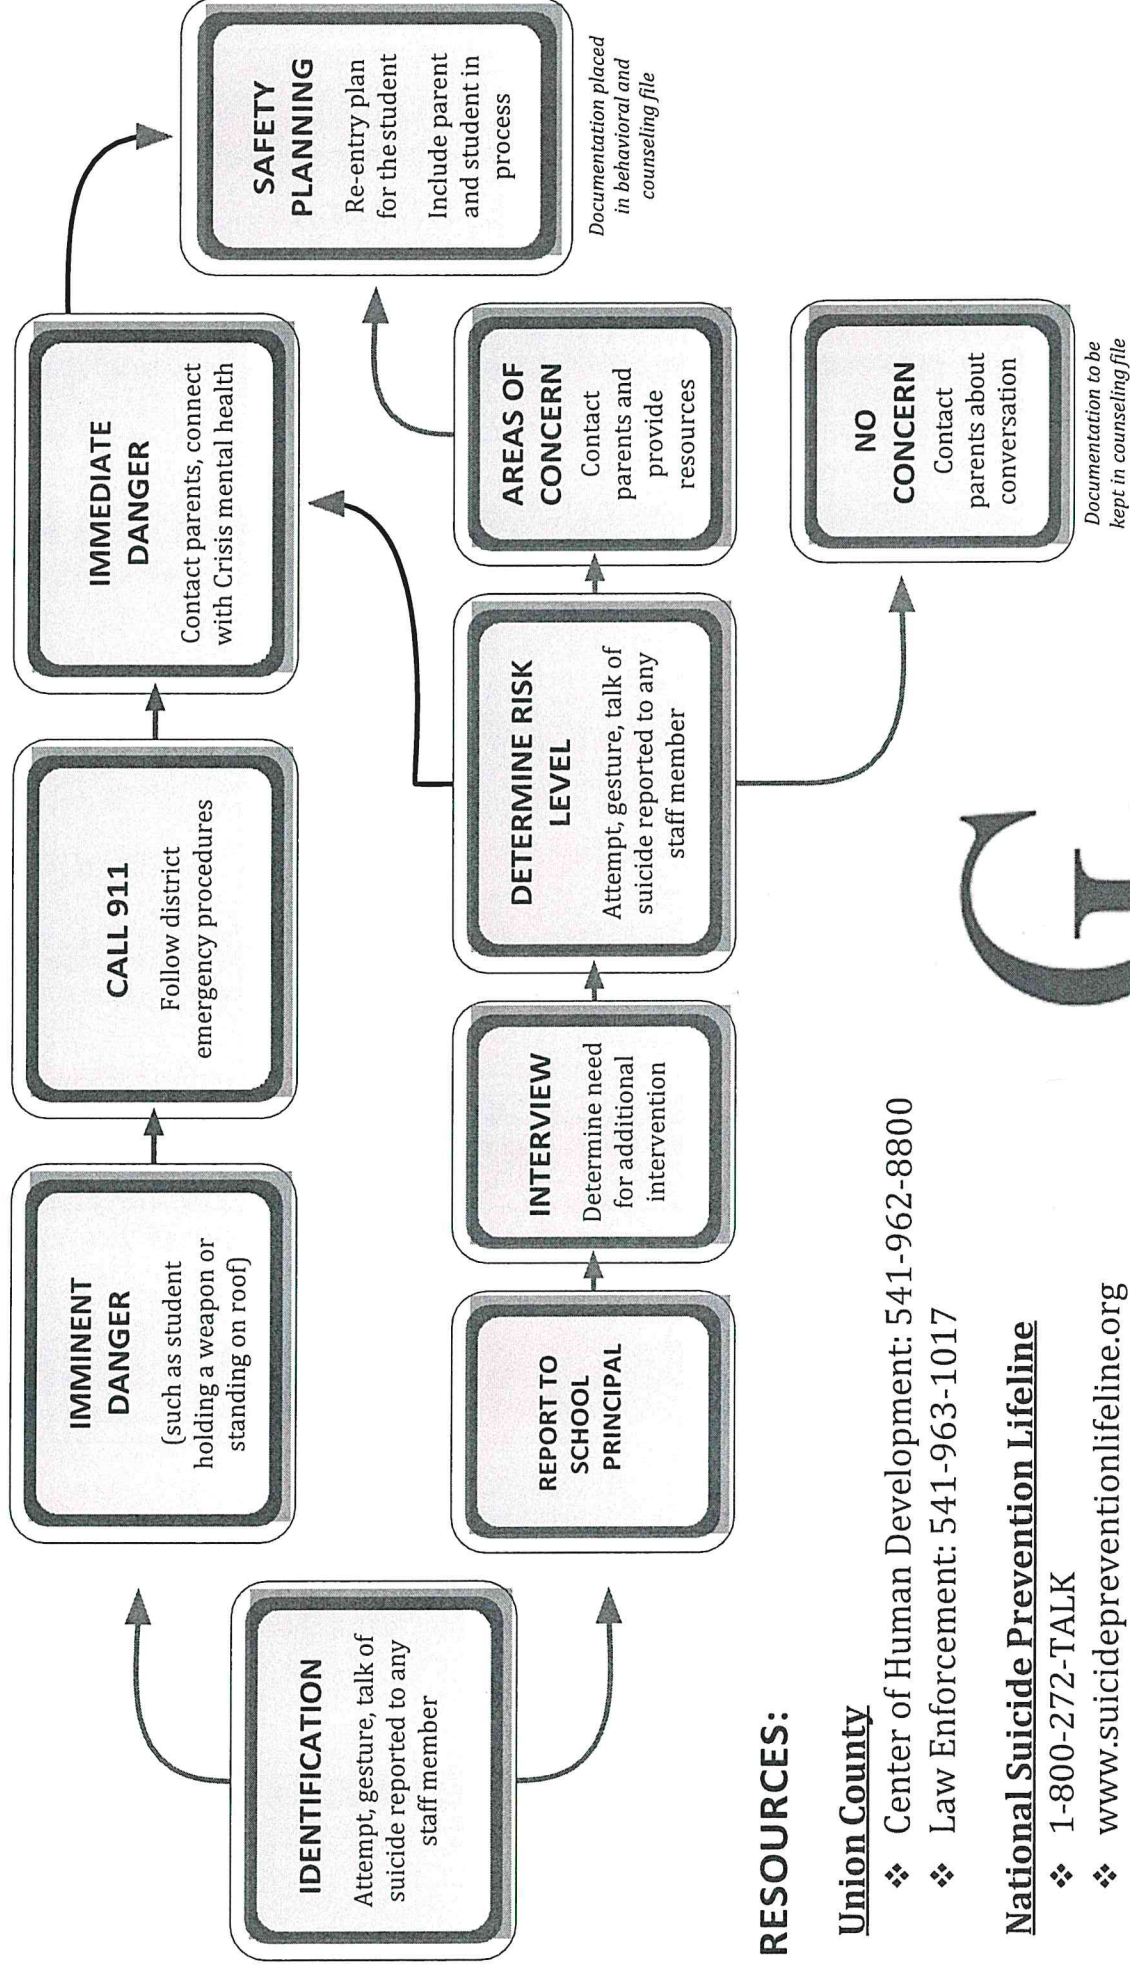 IDENTIFICATION
Attempt, gesture, talk of
suicide reported to any
staff member
IMMINENT
DANGER
(such as student
holding a weapon or
standing on roof)
CALL 911
Follow district
emergency procedures
IMMEDIATE
DANGER
Contact parents, connect
with Crisis mental health
SAFETY
PLANNING
Re-entry plan
for the student
Include parent
and student in
process
Documentation placed
in behavioral and
counseling file
REPORT TO
SCHOOL
PRINCIPAL
INTERVIEW
Determine need
for additional
intervention
DETERMINE RISK
LEVEL
Attempt, gesture, talk of
suicide reported to any
staff member
AREAS OF
CONCERN
Contact
parents and
provide
resources
NO
CONCERN
Contact
parents about
conversation
Documentation to be
kept in counseling file
RESOURCES:
Union County
❖ Center of Human Development: 541-962-8800
❖ Law Enforcement: 541-963-1017
National Suicide Prevention Lifeline
❖ 1-800-272-TALK
❖ www.suicidepreventionlifeline.org
G